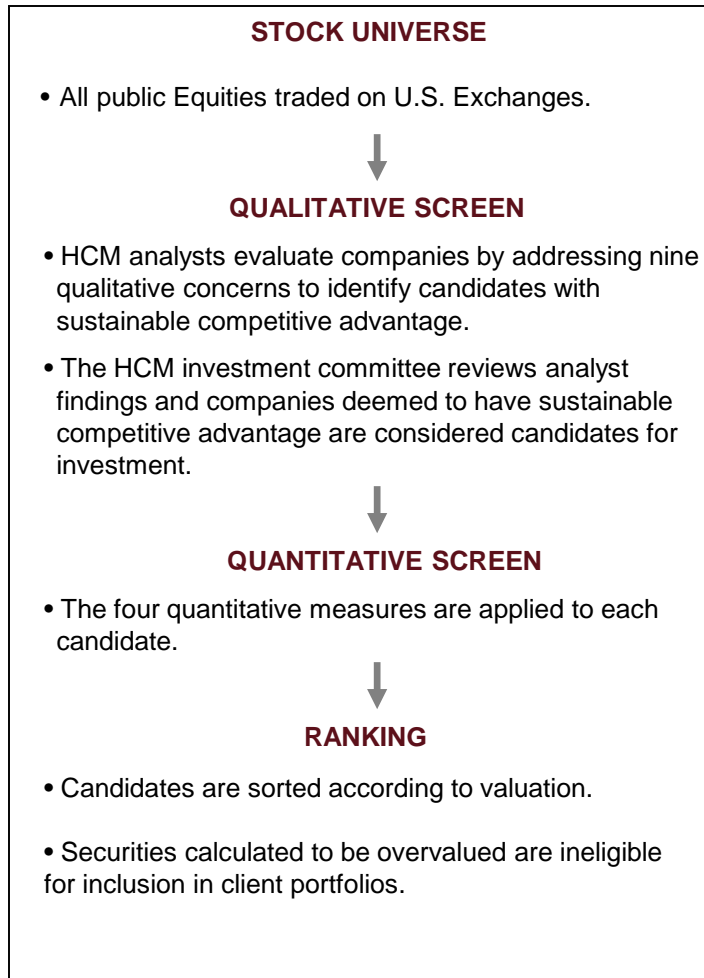 STOCK UNIVERSE
• All public Equities traded on U.S. Exchanges.
QUALITATIVE SCREEN
• HCM analysts evaluate companies by addressing nine
qualitative concerns to identify candidates with
sustainable competitive advantage.
• The HCM investment committee reviews analyst
findings and companies deemed to have sustainable
competitive advantage are considered candidates for
investment.
QUANTITATIVE SCREEN
• The four quantitative measures are applied to each
candidate.
RANKING
• Candidates are sorted according to valuation.
• Securities calculated to be overvalued are ineligible
for inclusion in client portfolios.